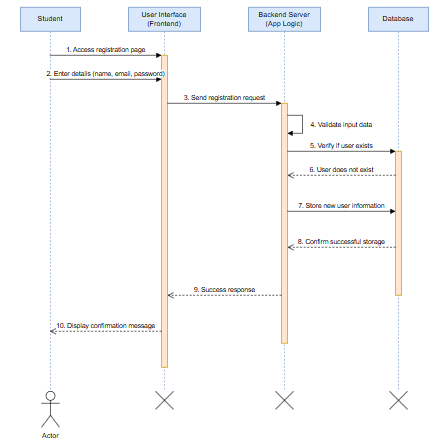 Student
User Interface
(Frontend)
Backend Server
(App Logic)
Database
1. Access registration page
2. Enter details (name, email, password)
3. Send registration request
4. Validate input data
5. Verify if user exists
6. User does not exist
7. Store new user information
8. Confirm successful storage
9. Success response
10. Display confirmation message
Actor